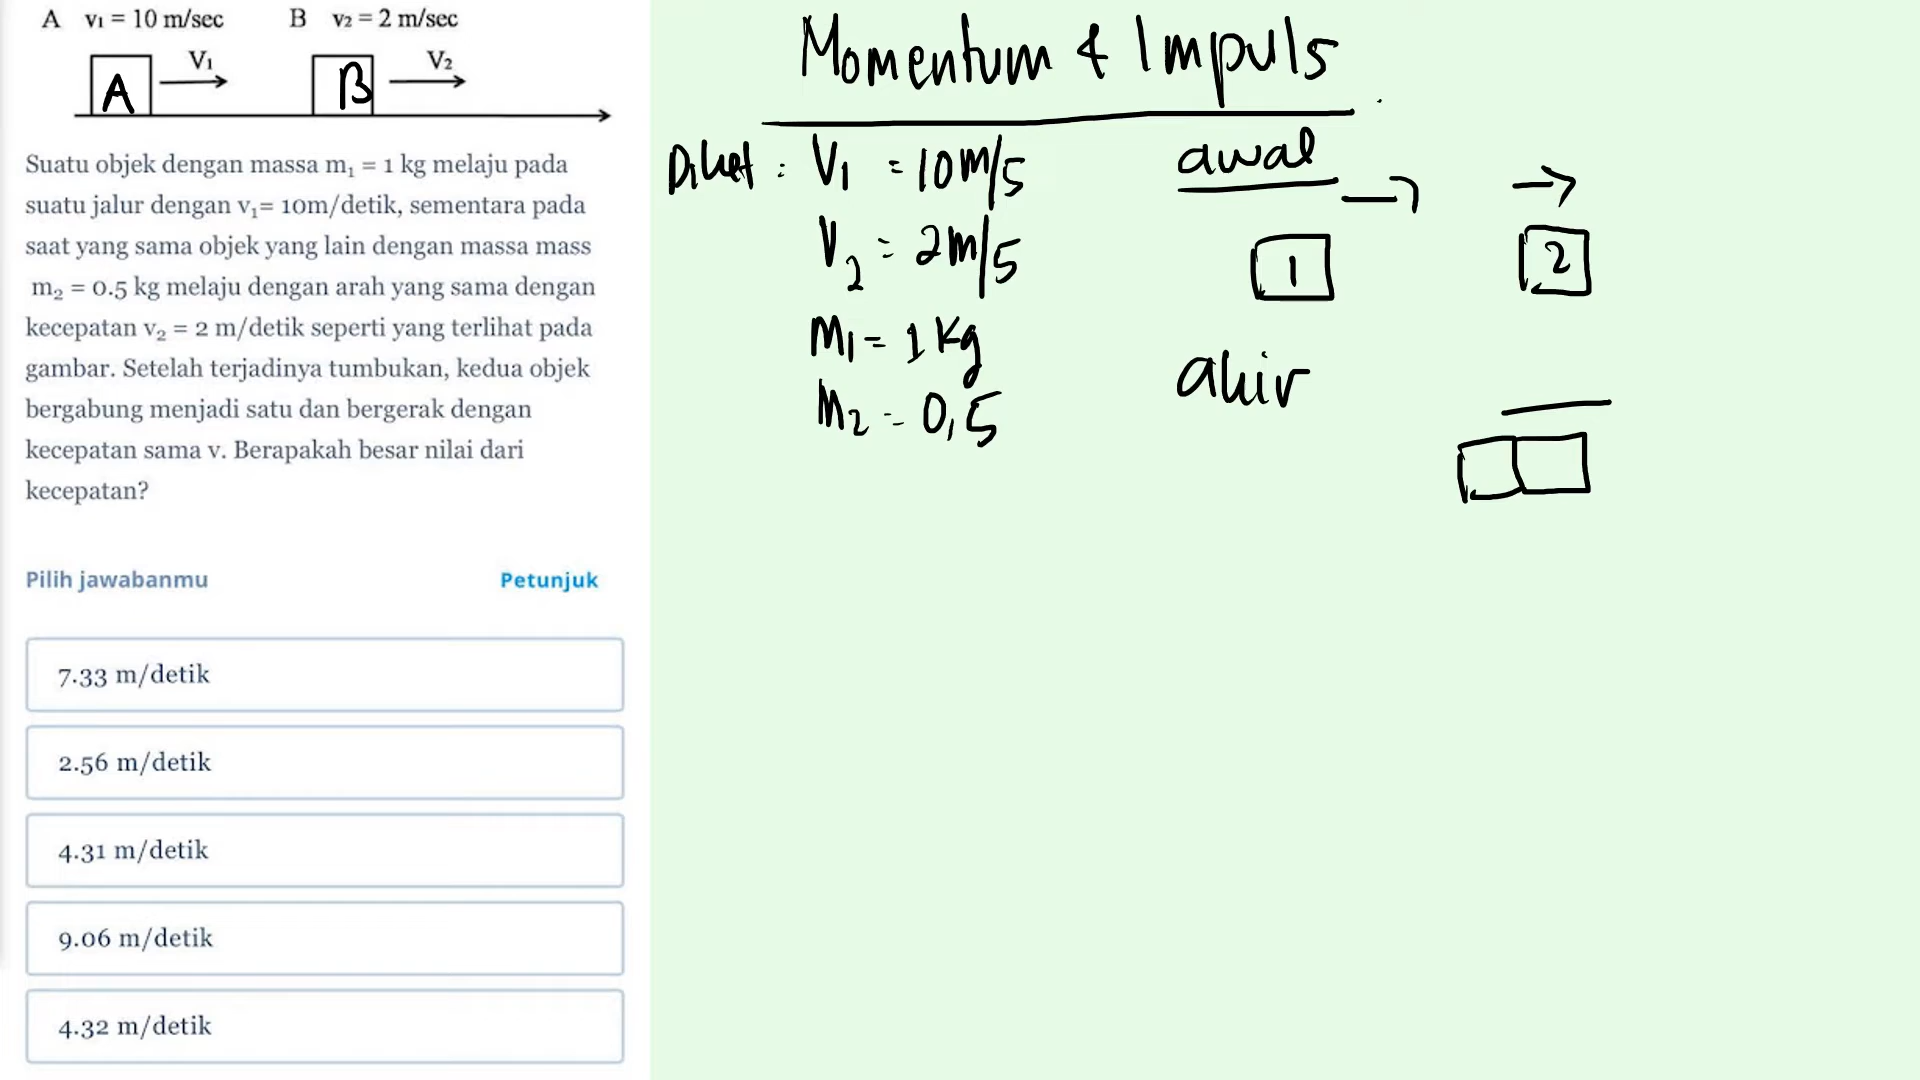 A v₁ = 10 m/sec B v₂ = 2 m/sec
V₁ V₂
A B
Suatu objek dengan massa m₁ = 1 kg melaju pada
suatu jalur dengan v₁= 10m/detik, sementara pada
saat yang sama objek yang lain dengan massa mass
m₂ = 0.5 kg melaju dengan arah yang sama dengan
kecepatan v₂ = 2 m/detik seperti yang terlihat pada
gambar. Setelah terjadinya tumbukan, kedua objek
bergabung menjadi satu dan bergerak dengan
kecepatan sama v. Berapakah besar nilai dari
kecepatan?
Pilih jawabanmu Petunjuk
7.33 m/detik
2.56 m/detik
4.31 m/detik
9.06 m/detik
4.32 m/detik
Momentum & Impuls
Diket : V₁ = 10 m/s
V₂ = 2 m/s
M₁ = 1 kg
M₂ = 0,5
awal
1 2
akir